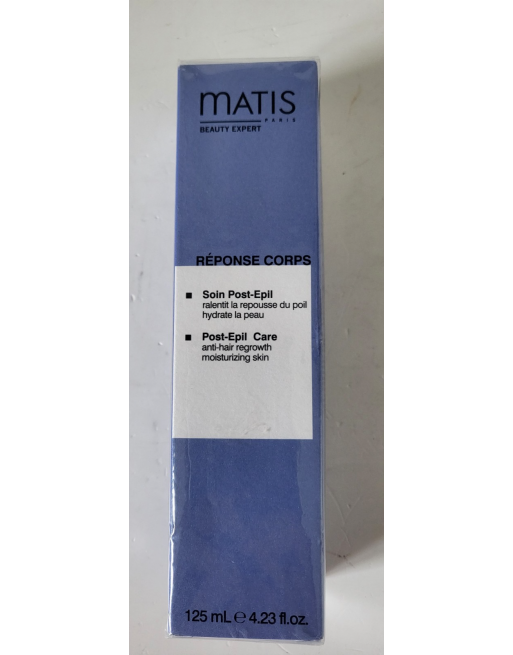 MATIS
PARIS
BEAUTY EXPERT
RÉPONSE CORPS
■ Soin Post-Epil
ralentit la repousse du poil
hydrate la peau
■ Post-Epil Care
anti-hair regrowth
moisturizing skin
125 mL ℮ 4.23 fl.oz.